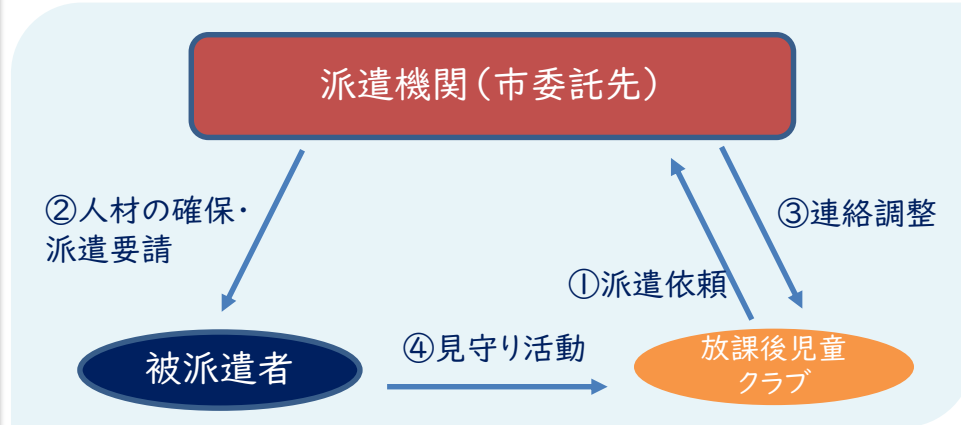 派遣機関(市委託先)
②人材の確保・
派遣要請
③連絡調整
①派遣依頼
④見守り活動
被派遣者
放課後児童
クラブ